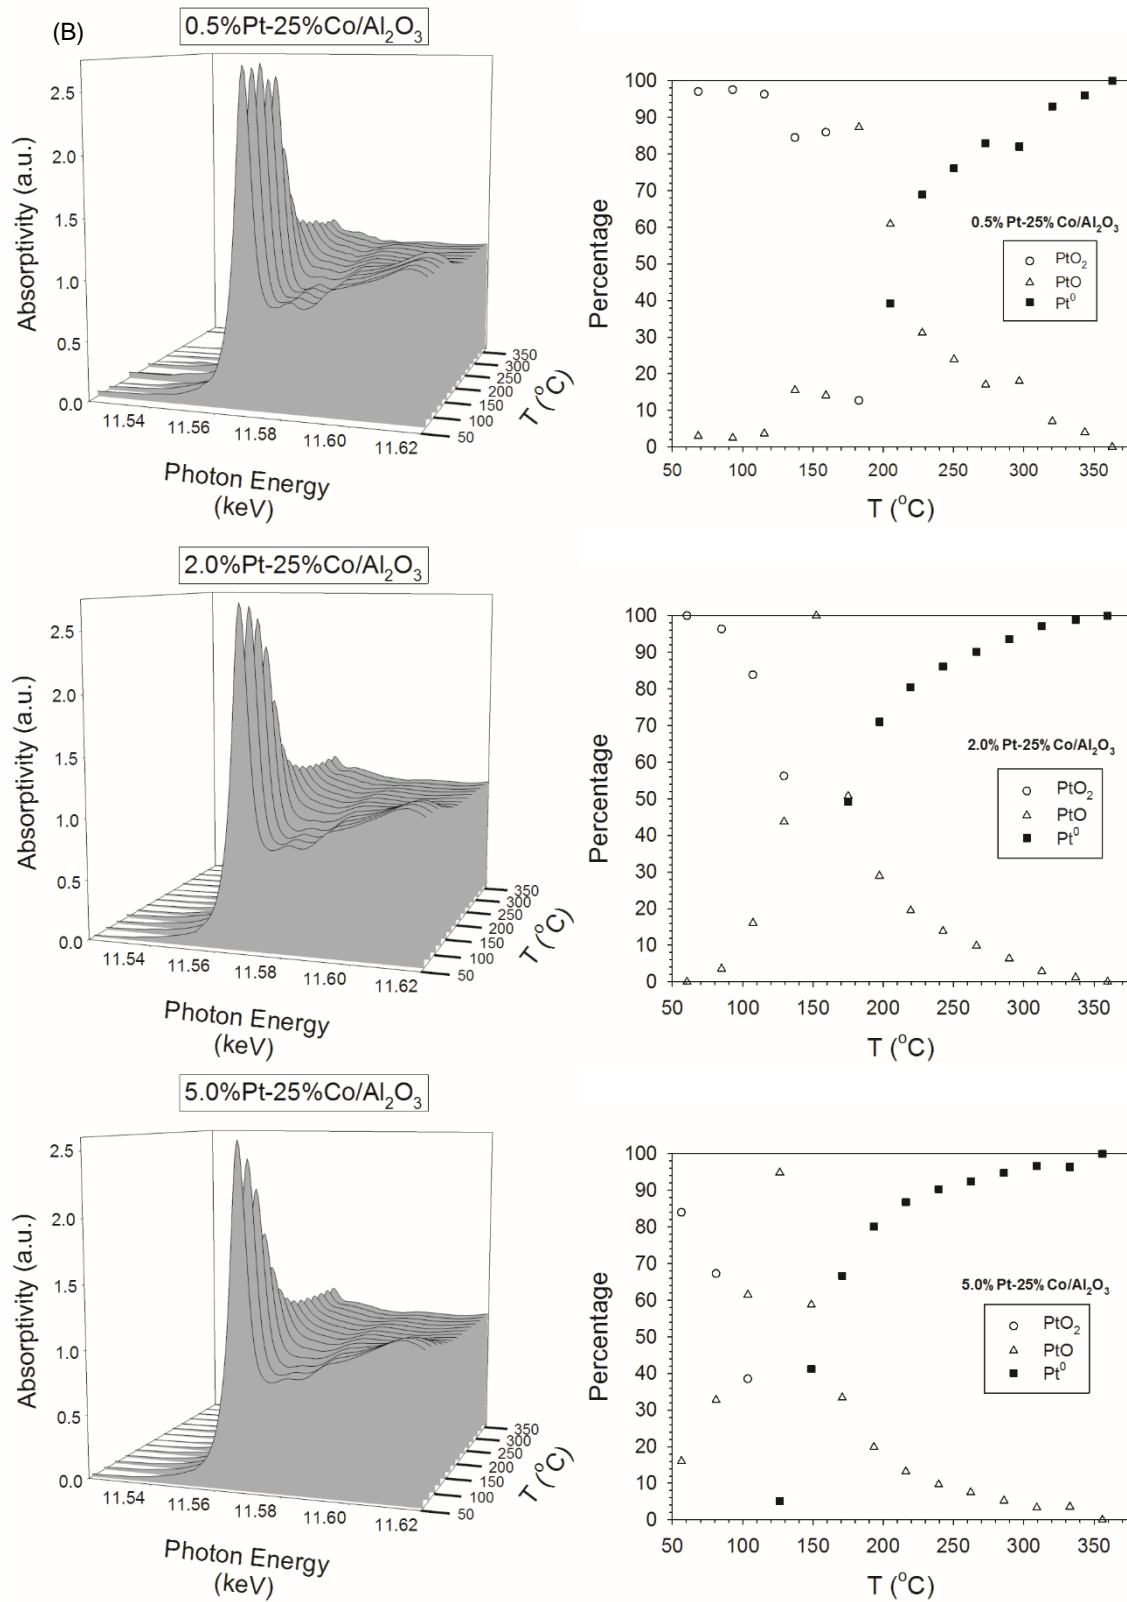 (B)
0.5%Pt-25%Co/Al₂O₃
Absorptivity (a.u.)
2.5
2.0
1.5
1.0
0.5
0.0
11.54
11.56
11.58
11.60
11.62
Photon Energy
(keV)
350
300
250
200
150
100
50
T (°C)
Percentage
100
90
80
70
60
50
40
30
20
10
0
0.5% Pt-25% Co/Al₂O₃
PtO₂
PtO
Pt⁰
50 100 150 200 250 300 350
T (°C)
2.0%Pt-25%Co/Al₂O₃
Absorptivity (a.u.)
2.5
2.0
1.5
1.0
0.5
0.0
11.54
11.56
11.58
11.60
11.62
Photon Energy
(keV)
350
300
250
200
150
100
50
T (°C)
Percentage
100
90
80
70
60
50
40
30
20
10
0
2.0% Pt-25% Co/Al₂O₃
PtO₂
PtO
Pt⁰
50 100 150 200 250 300 350
T (°C)
5.0%Pt-25%Co/Al₂O₃
Absorptivity (a.u.)
2.5
2.0
1.5
1.0
0.5
0.0
11.54
11.56
11.58
11.60
11.62
Photon Energy
(keV)
350
300
250
200
150
100
50
T (°C)
Percentage
100
90
80
70
60
50
40
30
20
10
0
5.0% Pt-25% Co/Al₂O₃
PtO₂
PtO
Pt⁰
50 100 150 200 250 300 350
T (°C)